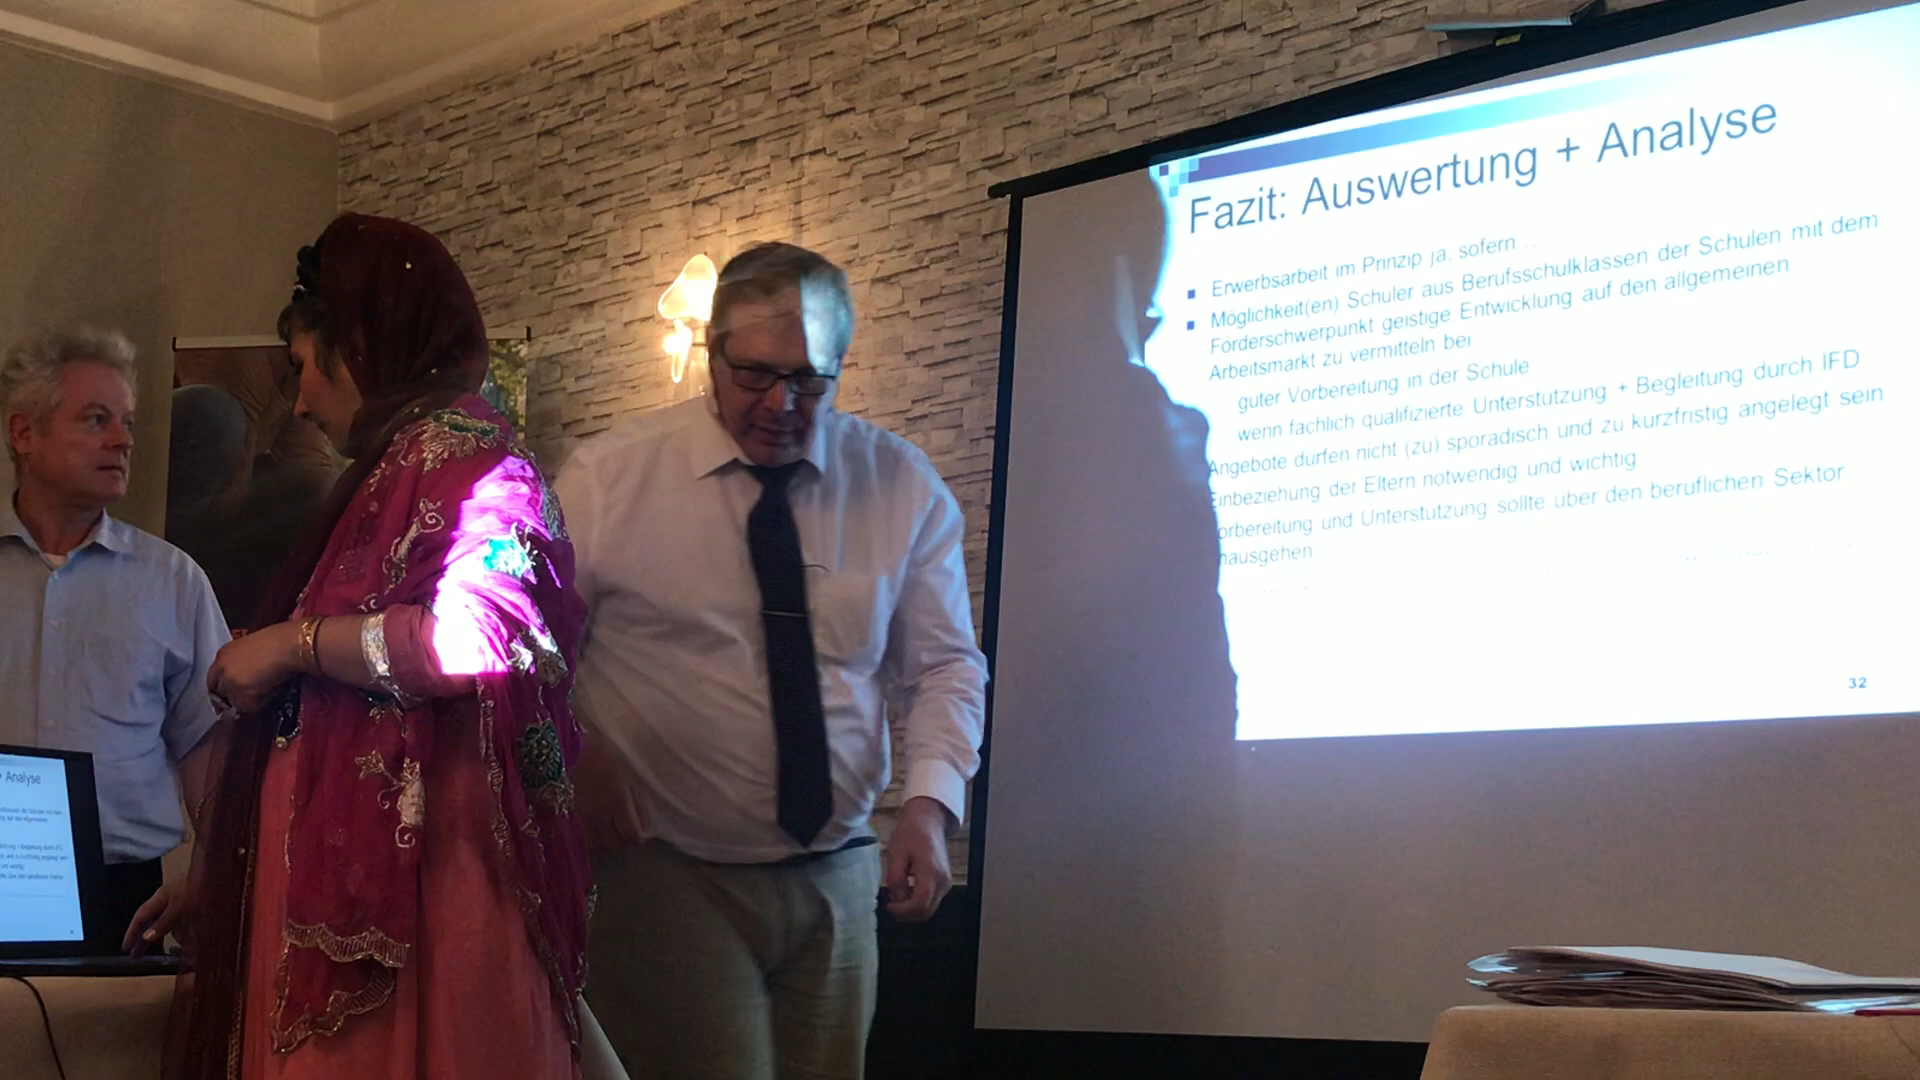 Fazit: Auswertung + Analyse
Erwerbsarbeit im Prinzip ja, sofern...
Möglichkeit(en) Schüler aus Berufsschulklassen der Schulen mit dem
Förderschwerpunkt geistige Entwicklung auf den allgemeinen
Arbeitsmarkt zu vermitteln bei
guter Vorbereitung in der Schule
wenn fachlich qualifizierte Unterstützung + Begleitung durch IFD
Angebote dürfen nicht (zu) sporadisch und zu kurzfristig angelegt sein
Einbeziehung der Eltern notwendig und wichtig
orbereitung und Unterstützung sollte über den beruflichen Sektor
nausgehen
32
+ Analyse